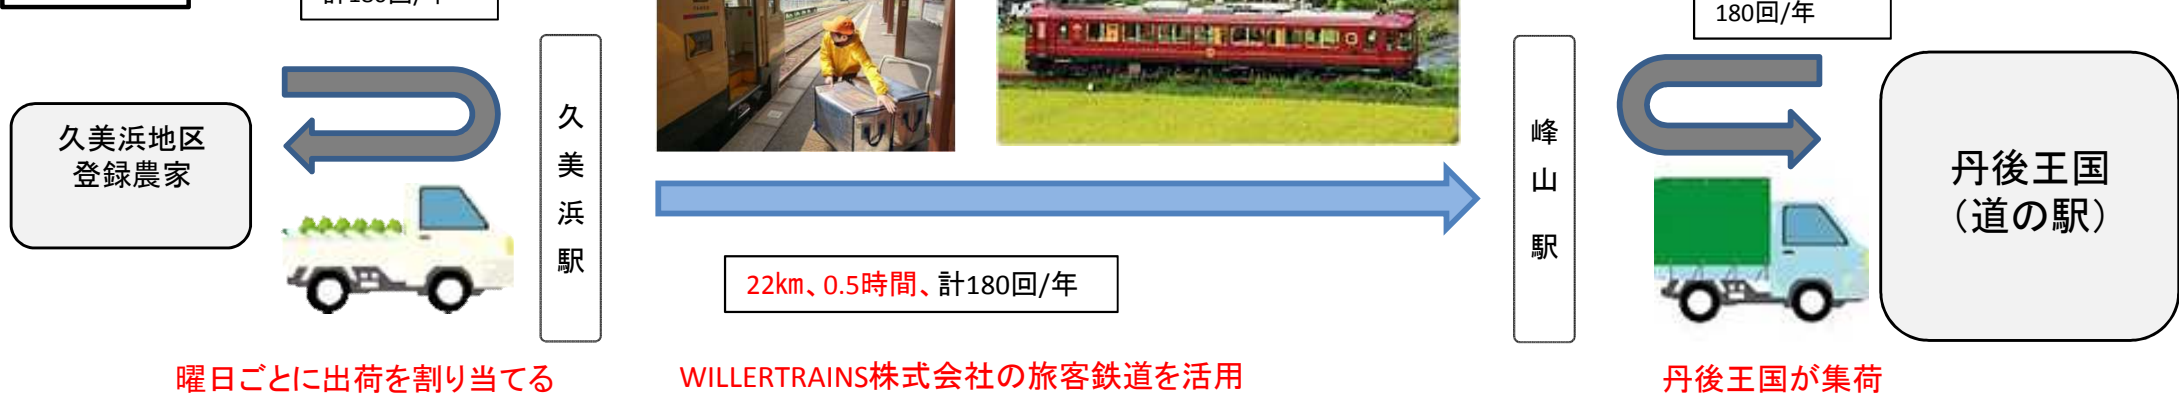 180回/年
久美浜地区
登録農家
久美浜駅
22km、0.5時間、計180回/年
峰山駅
丹後王国
（道の駅）
曜日ごとに出荷を割り当てる
WILLERTRAINS株式会社の旅客鉄道を活用
丹後王国が集荷